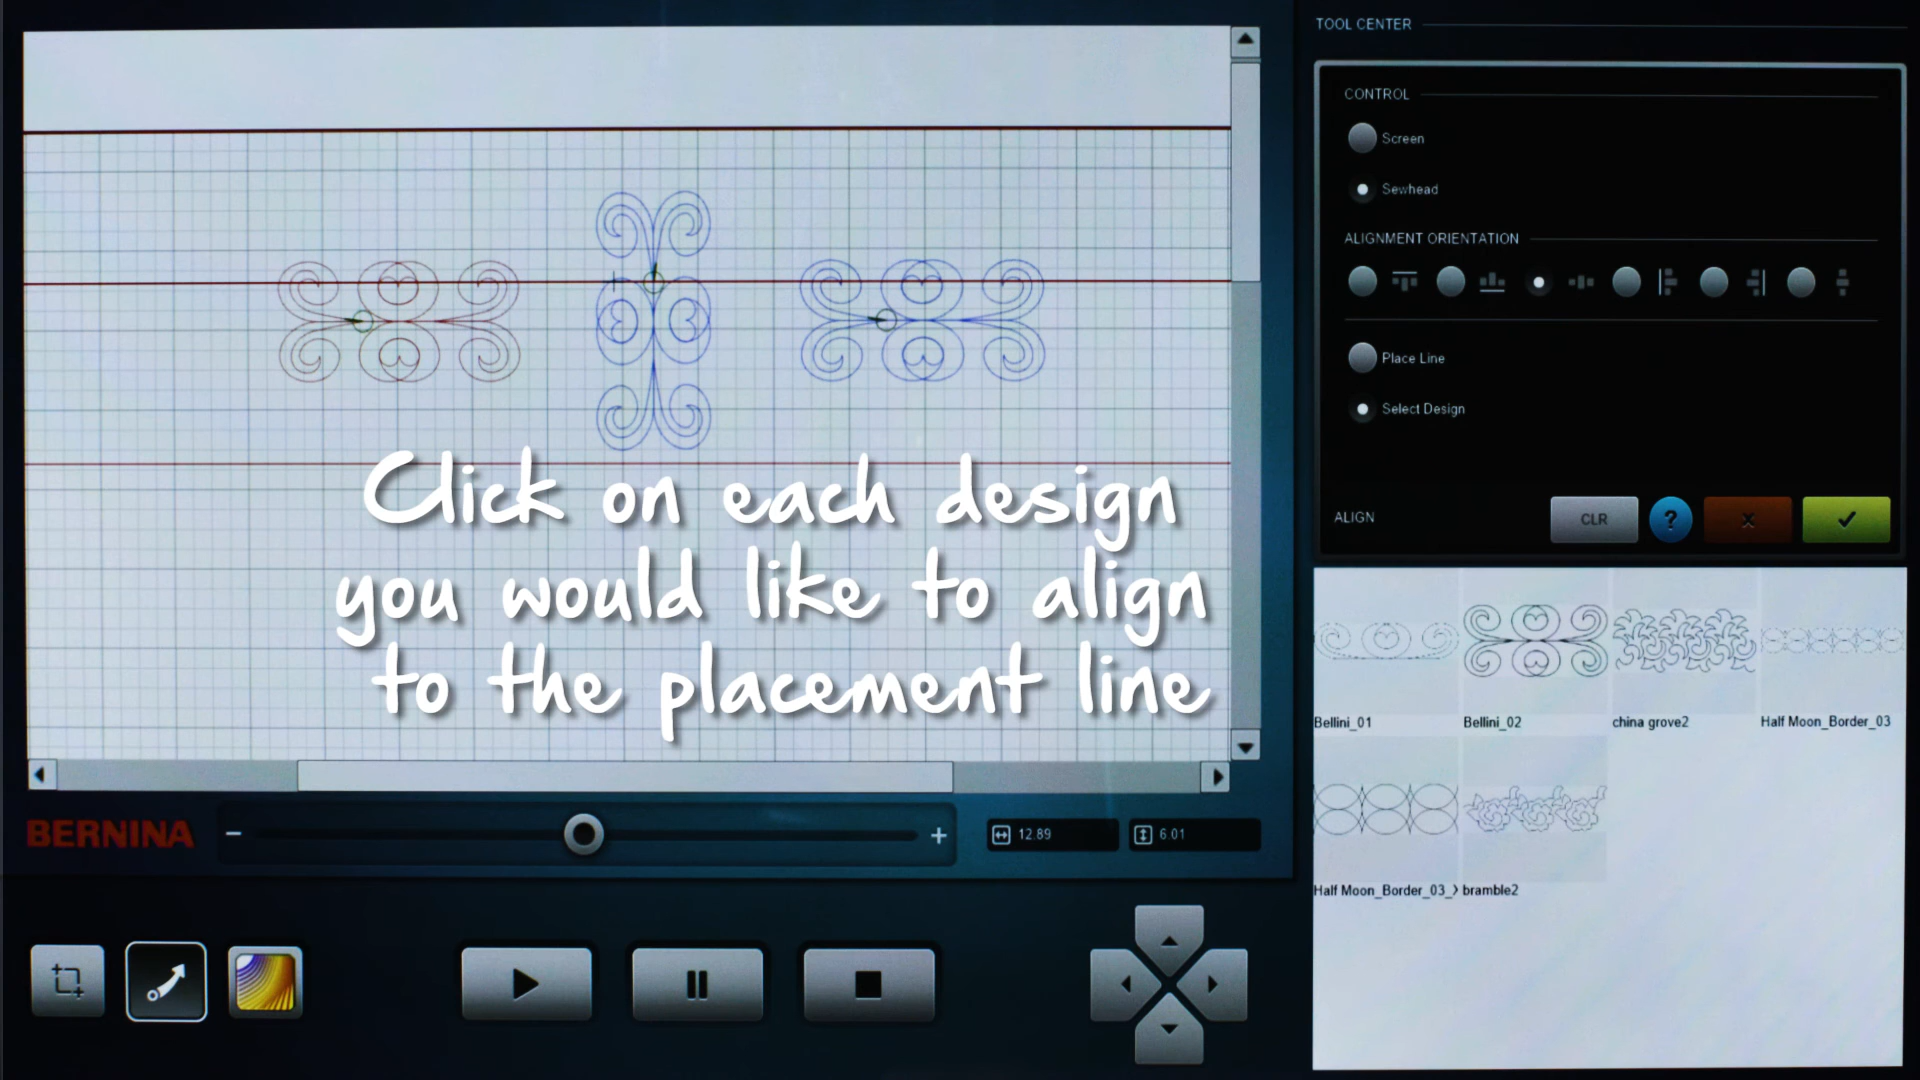 TOOL CENTER
CONTROL
Screen
Sewhead
ALIGNMENT ORIENTATION
Place Line
Select Design
ALIGN
CLR
?
Click on each design
you would like to align
to the placement line
Bellini_01
Bellini_02
china grove2
Half Moon_Border_03
Half Moon_Border_03_
bramble2
BERNINA
12.89
6.01